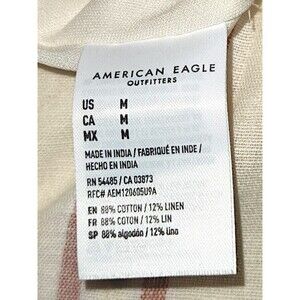 AMERICAN EAGLE
OUTFITTERS
US M
CA M
MX M
MADE IN INDIA / FABRIQUÉ EN INDE /
HECHO EN INDIA
RN 54485 / CA 03873
RFC# AEM120605U9A
EN 88% COTTON / 12% LINEN
FR 88% COTON / 12% LIN
SP 88% algodón / 12% lino